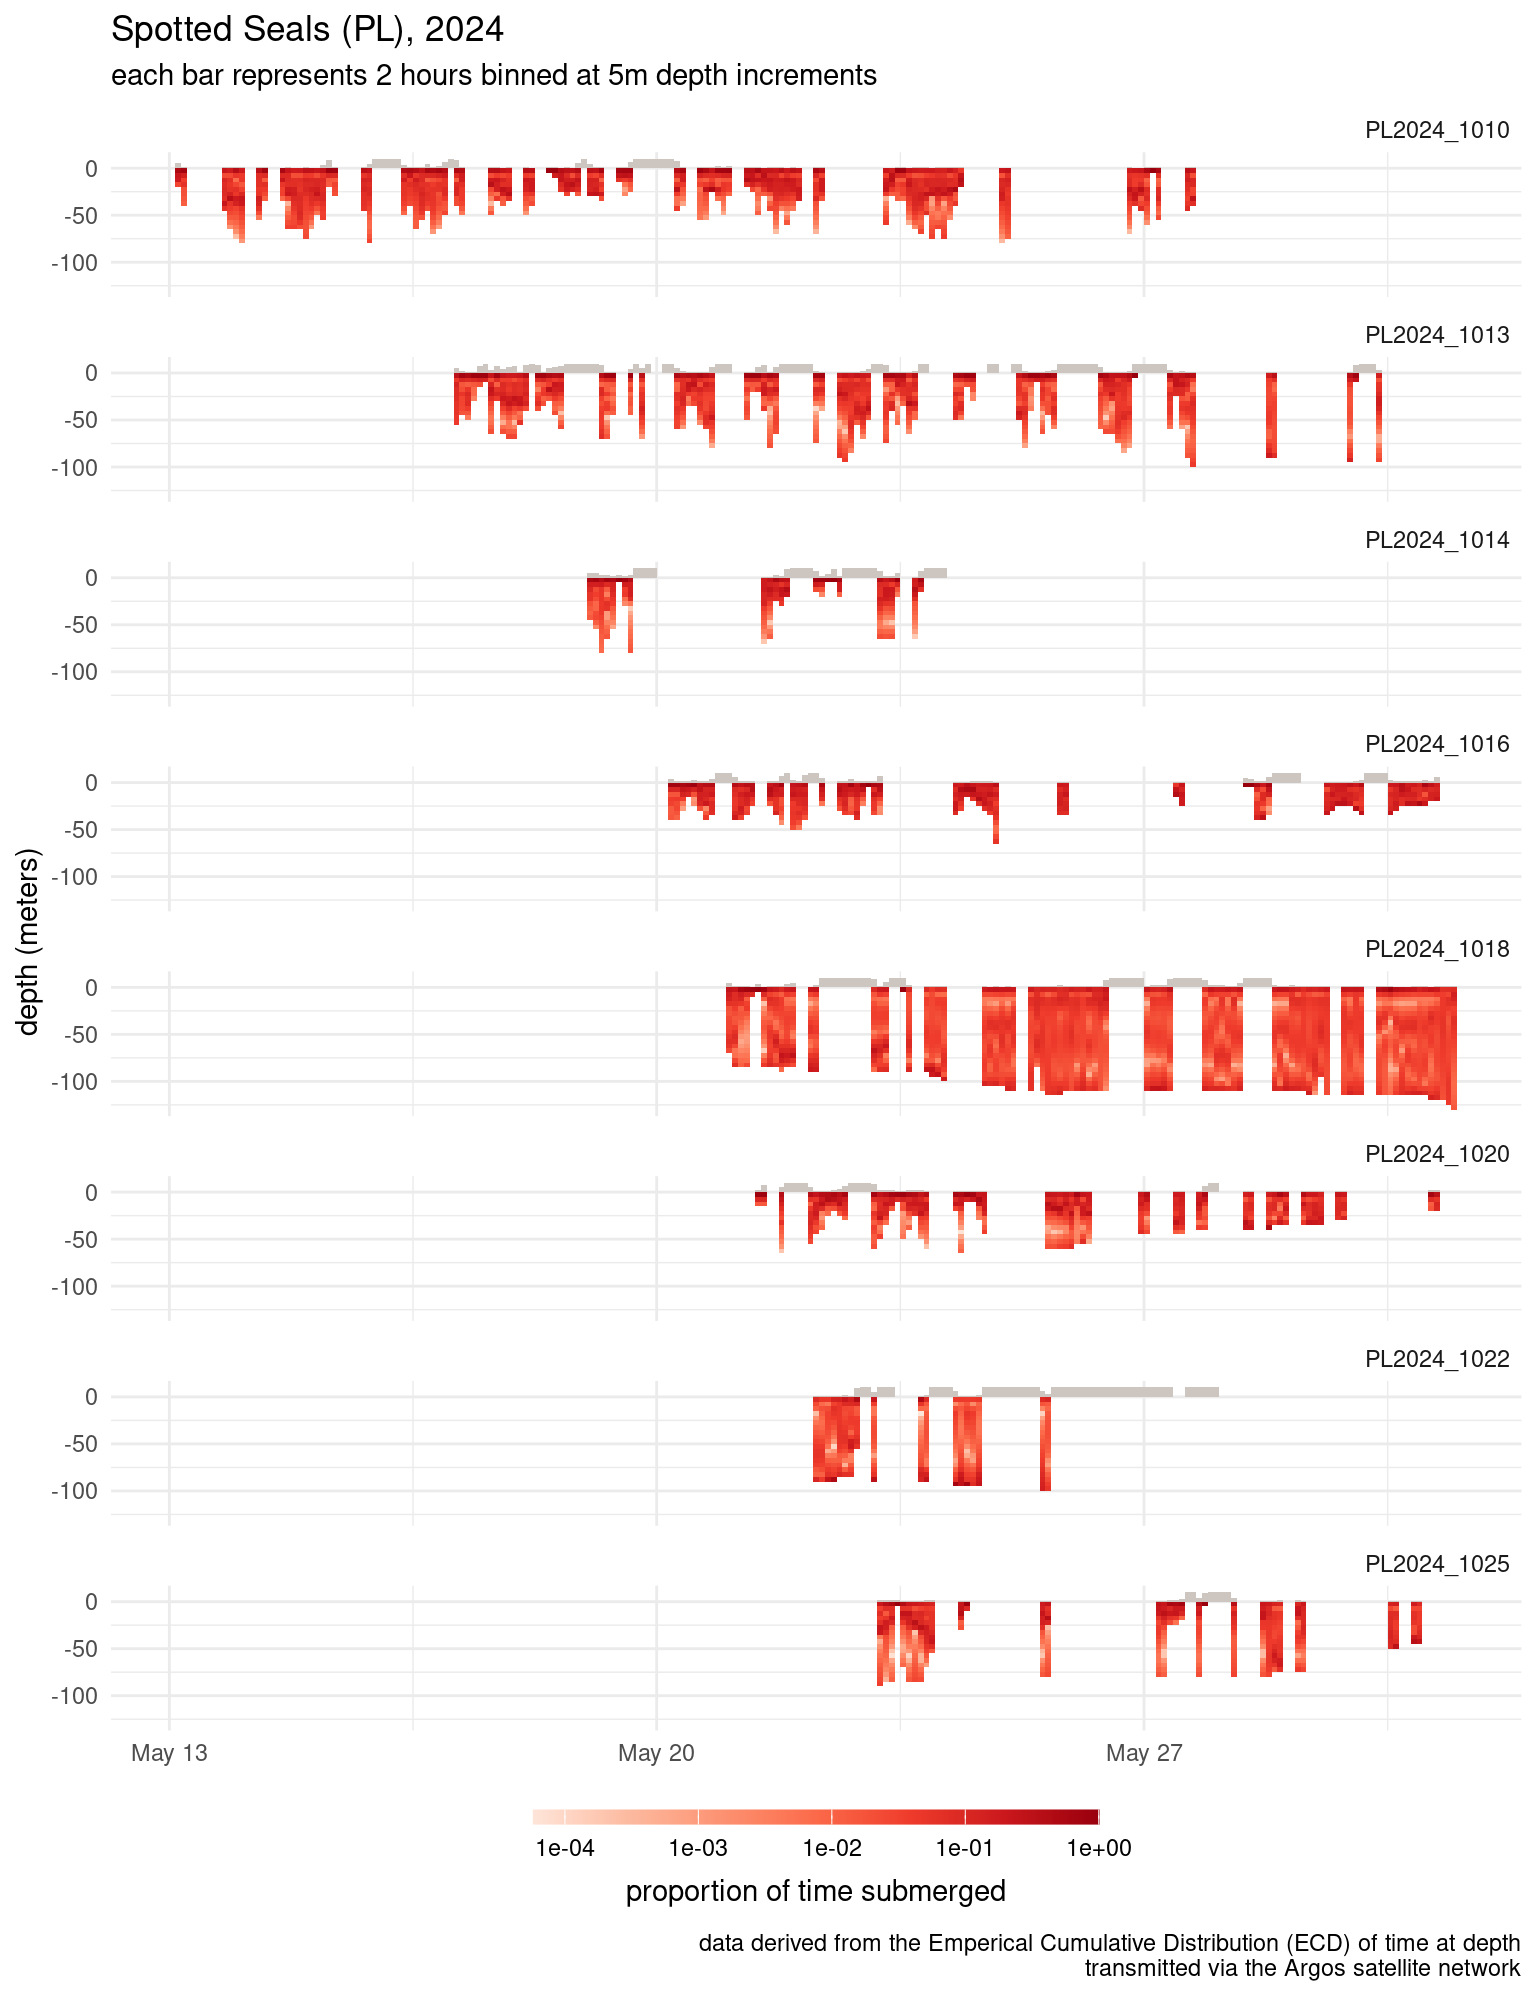 Spotted Seals (PL), 2024
each bar represents 2 hours binned at 5m depth increments
PL2024_1010
0
-50
-100
PL2024_1013
0
-50
-100
PL2024_1014
0
-50
-100
PL2024_1016
0
-50
-100
depth (meters)
PL2024_1018
0
-50
-100
PL2024_1020
0
-50
-100
PL2024_1022
0
-50
-100
PL2024_1025
0
-50
-100
May 13 May 20 May 27
1e-04 1e-03 1e-02 1e-01 1e+00
proportion of time submerged
data derived from the Emperical Cumulative Distribution (ECD) of time at depth
transmitted via the Argos satellite network